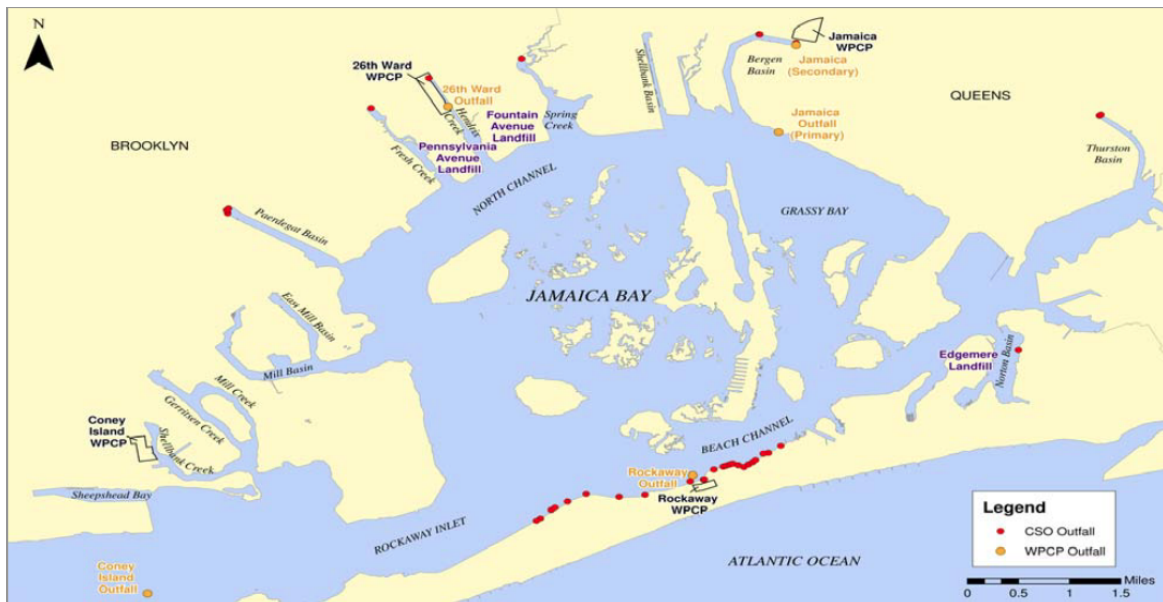 N
26th Ward
WPCP
26th Ward
Outfall
Hendrix
Creek
Fountain
Avenue
Landfill
Spring
Creek
Shellbank Basin
Bergen
Basin
Jamaica
WPCP
Jamaica
(Secondary)
QUEENS
Jamaica
Outfall
(Primary)
Thurston
Basin
BROOKLYN
Pennsylvania
Avenue
Landfill
Fresh Creek
NORTH CHANNEL
GRASSY BAY
Paerdegat Basin
JAMAICA BAY
East Mill Basin
Mill Basin
Edgemere
Landfill
Norton Basin
Mill Creek
Gerritsen Creek
Coney
Island
WPCP
Shellbank Creek
Sheepshead Bay
BEACH CHANNEL
Rockaway
Outfall
Rockaway
WPCP
ROCKAWAY INLET
ATLANTIC OCEAN
Coney
Island
Outfall
Legend
CSO Outfall
WPCP Outfall
Miles
0 0.5 1 1.5